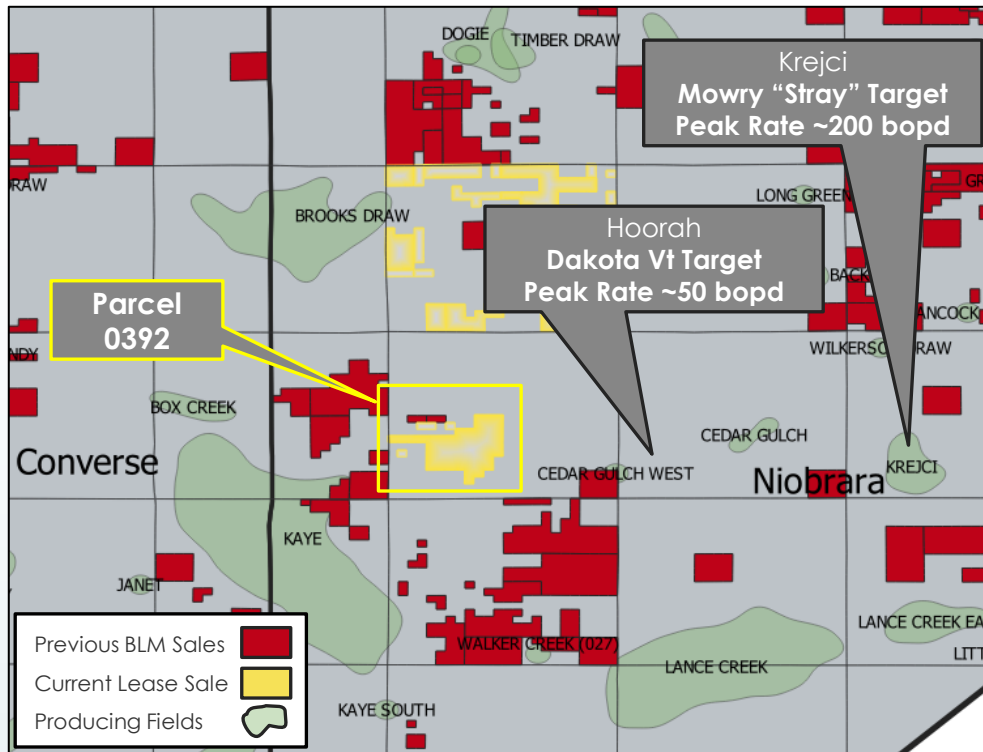 DOGIE
TIMBER DRAW
Krejci
Mowry “Stray” Target
Peak Rate ~200 bopd
RAW
BROOKS DRAW
LONG GREEN
GR
Hoorah
Dakota Vt Target
Peak Rate ~50 bopd
BACK
ANCOCK
Parcel
0392
NDY
WILKERSO RAW
BOX CREEK
CEDAR GULCH
Converse
CEDAR GULCH WEST
Niobrara
KREJCI
KAYE
JANET
LANCE CREEK EA
WALKER CREEK (027)
LITT
LANCE CREEK
KAYE SOUTH
Previous BLM Sales
Current Lease Sale
Producing Fields